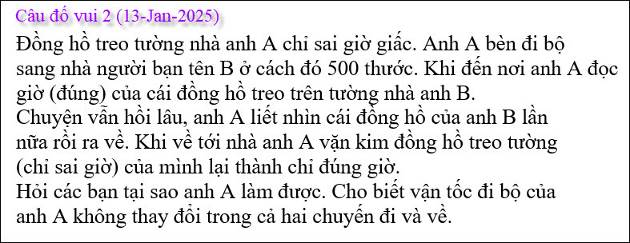 Câu đố vui 2 (13-Jan-2025)
Đồng hồ treo tường nhà anh A chỉ sai giờ giấc. Anh A bèn đi bộ
sang nhà người bạn tên B ở cách đó 500 thước. Khi đến nơi anh A đọc
giờ (đúng) của cái đồng hồ treo trên tường nhà anh B.
Chuyện vẫn hồi lâu, anh A liết nhìn cái đồng hồ của anh B lần
nữa rồi ra về. Khi về tới nhà anh A vặn kim đồng hồ treo tường
(chỉ sai giờ) của mình lại thành chỉ đúng giờ.
Hỏi các bạn tại sao anh A làm được. Cho biết vận tốc đi bộ của
anh A không thay đổi trong cả hai chuyến đi và về.